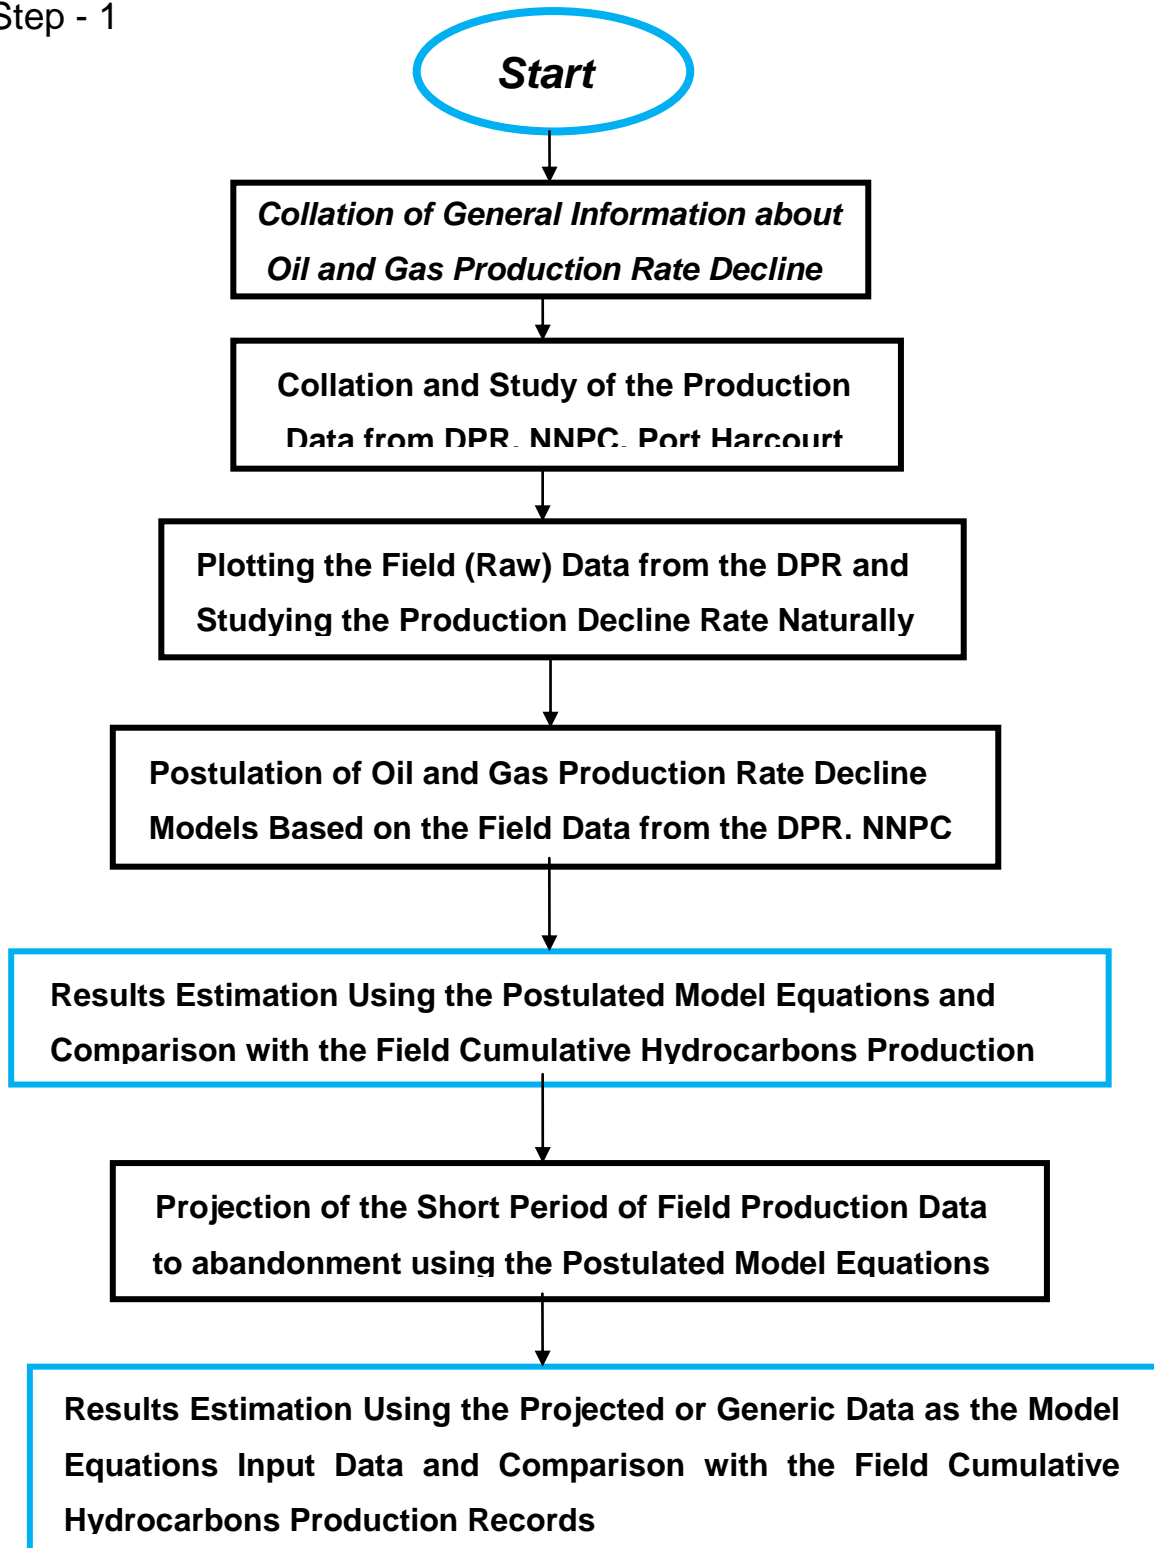 Step - 1
Start
Collation of General Information about
Oil and Gas Production Rate Decline
Collation and Study of the Production
Data from DPR, NNPC, Port Harcourt
Plotting the Field (Raw) Data from the DPR and
Studying the Production Decline Rate Naturally
Postulation of Oil and Gas Production Rate Decline
Models Based on the Field Data from the DPR. NNPC
Results Estimation Using the Postulated Model Equations and
Comparison with the Field Cumulative Hydrocarbons Production
Projection of the Short Period of Field Production Data
to abandonment using the Postulated Model Equations
Results Estimation Using the Projected or Generic Data as the Model
Equations Input Data and Comparison with the Field Cumulative
Hydrocarbons Production Records